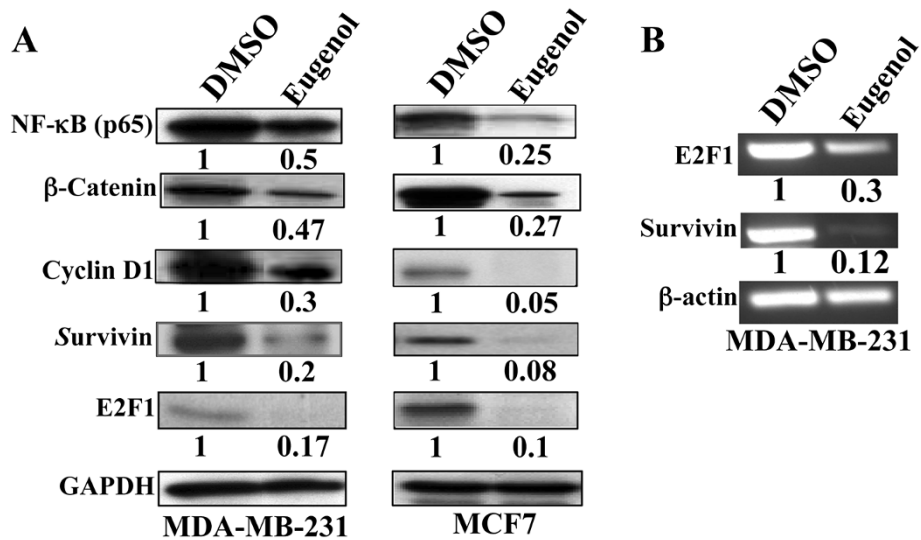 A
DMSO Eugenol DMSO Eugenol
NF-κB (p65)
1 0.5 1 0.25
β-Catenin
1 0.47 1 0.27
Cyclin D1
1 0.3 1 0.05
Survivin
1 0.2 1 0.08
E2F1
1 0.17 1 0.1
GAPDH
MDA-MB-231 MCF7
B
DMSO Eugenol
E2F1
1 0.3
Survivin
1 0.12
β-actin
MDA-MB-231